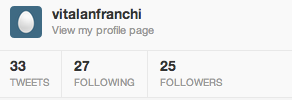 vitalanfranchi
View my profile page
33 27 25
TWEETS FOLLOWING FOLLOWERS